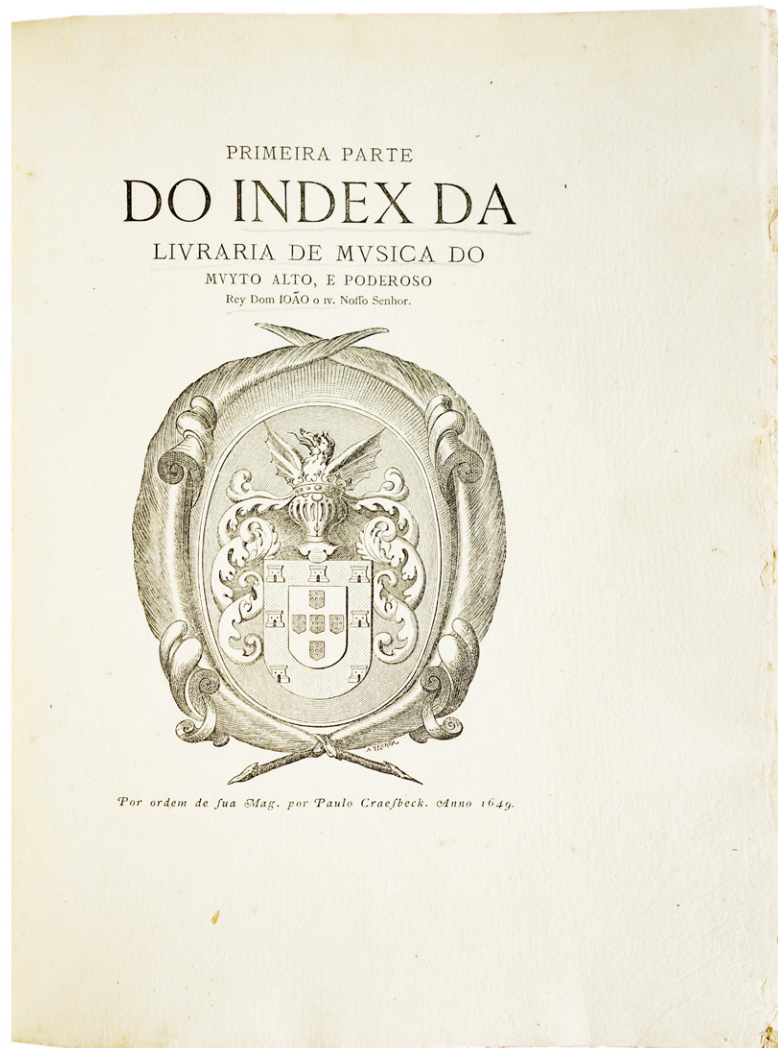 PRIMEIRA PARTE
DO INDEX DA
LIVRARIA DE MVSICA DO
MVYTO ALTO, E PODEROSO
Rey Dom IOÃO o IV. Noſſo Senhor.
Por ordem de ſua Mag. por Paulo Craeſbeck. Anno 1649.